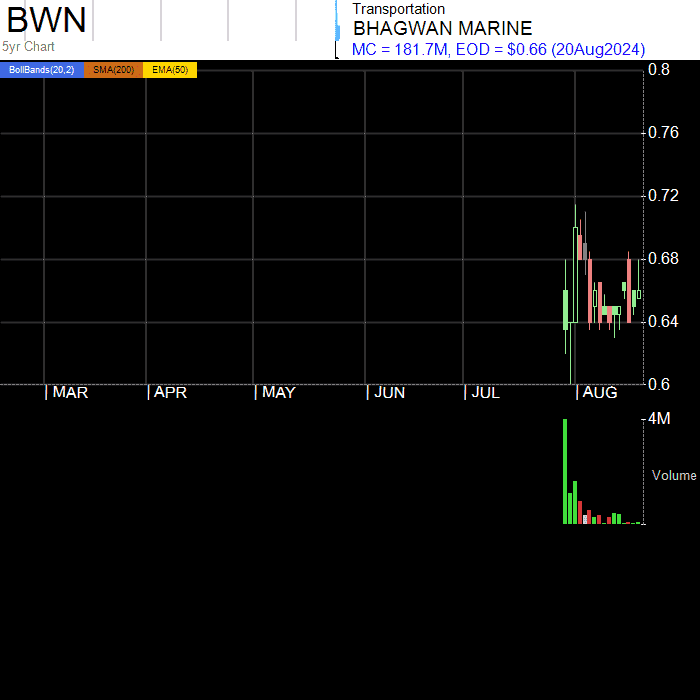 BWN
5yr Chart
Transportation
BHAGWAN MARINE
MC = 181.7M, EOD = $0.66 (20Aug2024)
BollBands(20,2) SMA(200) EMA(50)
0.8
0.76
0.72
0.68
0.64
0.6
| MAR | APR | MAY | JUN | JUL | AUG
4M
Volume